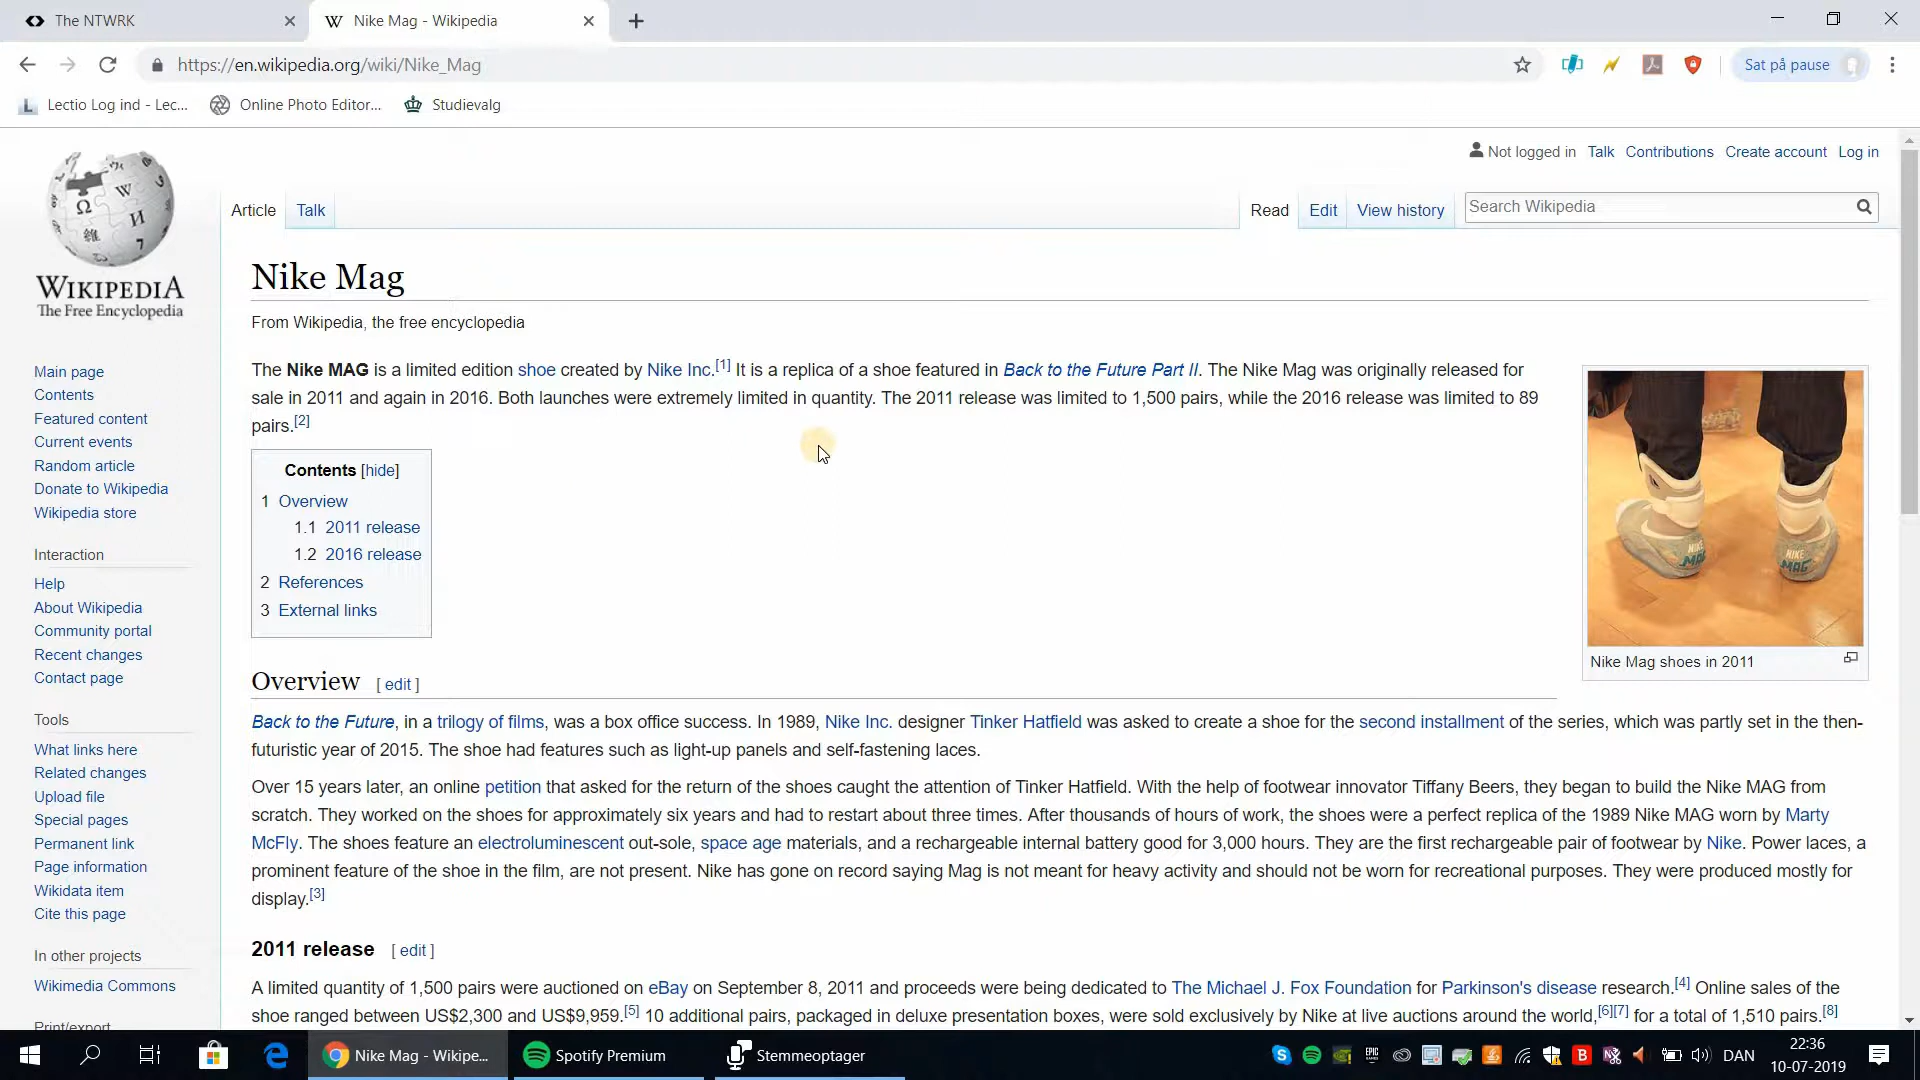 The NTWRK
Nike Mag - Wikipedia
https://en.wikipedia.org/wiki/Nike_Mag
Sat på pause
Lectio Log ind - Lec...
Online Photo Editor...
Studievalg
Not logged in Talk Contributions Create account Log in
Article Talk
Read Edit View history
Search Wikipedia
WIKIPEDIA
The Free Encyclopedia
Main page
Contents
Featured content
Current events
Random article
Donate to Wikipedia
Wikipedia store
Interaction
Help
About Wikipedia
Community portal
Recent changes
Contact page
Tools
What links here
Related changes
Upload file
Special pages
Permanent link
Page information
Wikidata item
Cite this page
In other projects
Wikimedia Commons
Print/export
Nike Mag
From Wikipedia, the free encyclopedia
The Nike MAG is a limited edition shoe created by Nike Inc.[1] It is a replica of a shoe featured in Back to the Future Part II. The Nike Mag was originally released for
sale in 2011 and again in 2016. Both launches were extremely limited in quantity. The 2011 release was limited to 1,500 pairs, while the 2016 release was limited to 89
pairs.[2]
NIKE MAG
NIKE MAG
Nike Mag shoes in 2011
Contents [hide]
1 Overview
1.1 2011 release
1.2 2016 release
2 References
3 External links
Overview [ edit ]
Back to the Future, in a trilogy of films, was a box office success. In 1989, Nike Inc. designer Tinker Hatfield was asked to create a shoe for the second installment of the series, which was partly set in the then-
futuristic year of 2015. The shoe had features such as light-up panels and self-fastening laces.
Over 15 years later, an online petition that asked for the return of the shoes caught the attention of Tinker Hatfield. With the help of footwear innovator Tiffany Beers, they began to build the Nike MAG from
scratch. They worked on the shoes for approximately six years and had to restart about three times. After thousands of hours of work, the shoes were a perfect replica of the 1989 Nike MAG worn by Marty
McFly. The shoes feature an electroluminescent out-sole, space age materials, and a rechargeable internal battery good for 3,000 hours. They are the first rechargeable pair of footwear by Nike. Power laces, a
prominent feature of the shoe in the film, are not present. Nike has gone on record saying Mag is not meant for heavy activity and should not be worn for recreational purposes. They were produced mostly for
display.[3]
2011 release [ edit ]
A limited quantity of 1,500 pairs were auctioned on eBay on September 8, 2011 and proceeds were being dedicated to The Michael J. Fox Foundation for Parkinson's disease research.[4] Online sales of the
shoe ranged between US$2,300 and US$9,959.[5] 10 additional pairs, packaged in deluxe presentation boxes, were sold exclusively by Nike at live auctions around the world,[6][7] for a total of 1,510 pairs.[8]
Nike Mag - Wikipe...
Spotify Premium
Stemmeoptager
DAN
22:36
10-07-2019